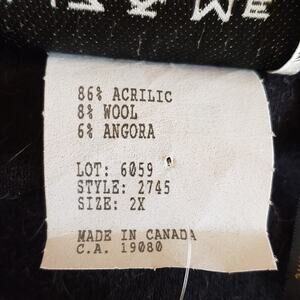 86% ACRILIC
8% WOOL
6% ANGORA
LOT: 6059
STYLE: 2745
SIZE: 2X
MADE IN CANADA
C.A. 19080